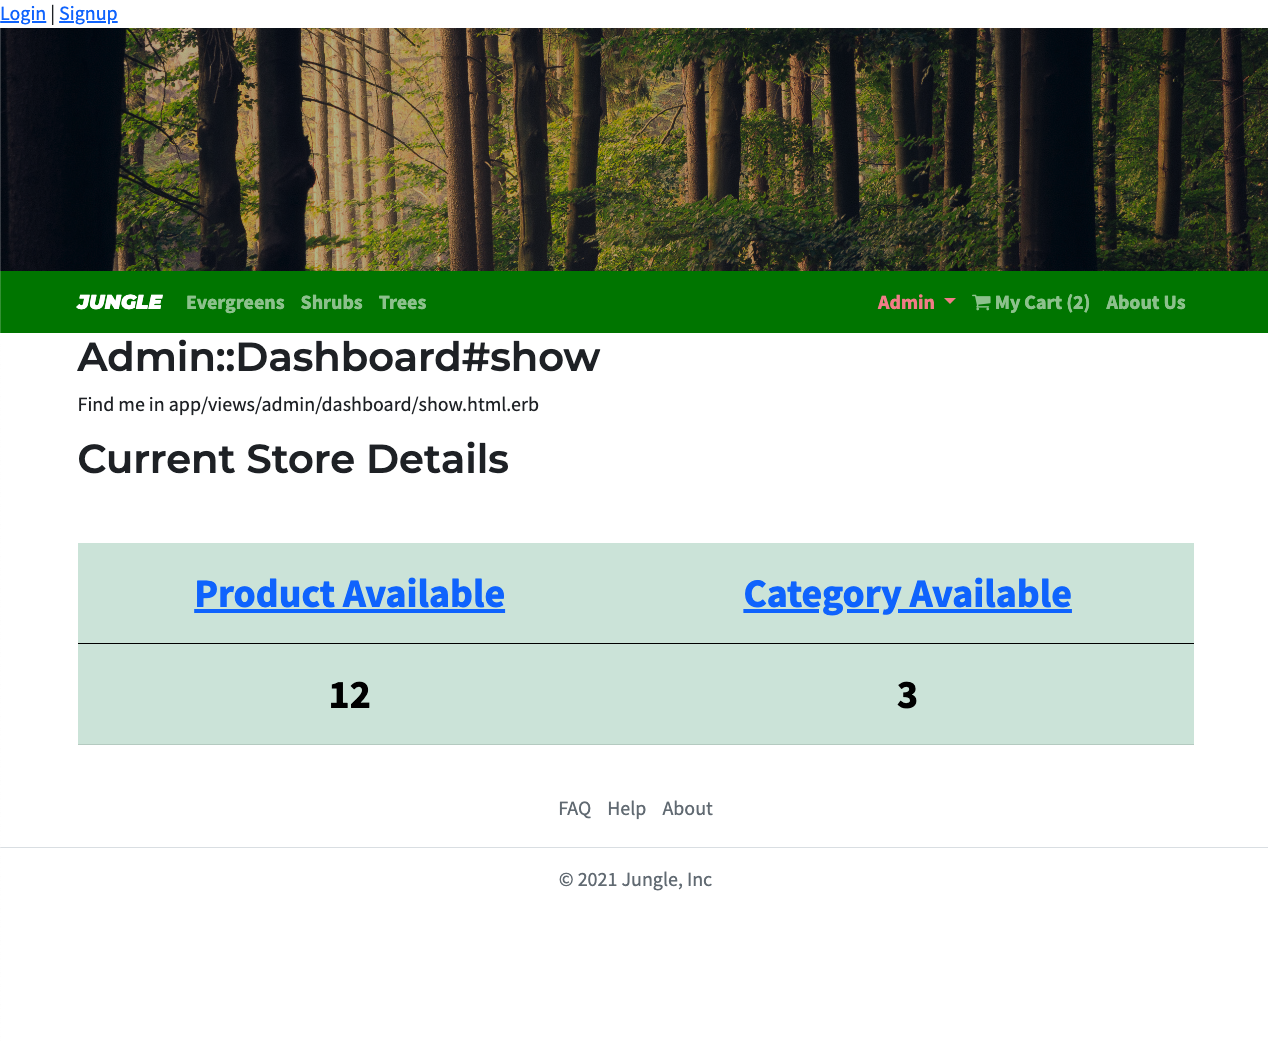 Login | Signup
JUNGLE Evergreens Shrubs Trees Admin My Cart (2) About Us
Admin::Dashboard#show
Find me in app/views/admin/dashboard/show.html.erb
Current Store Details
Product Available Category Available
12 3
FAQ Help About
© 2021 Jungle, Inc